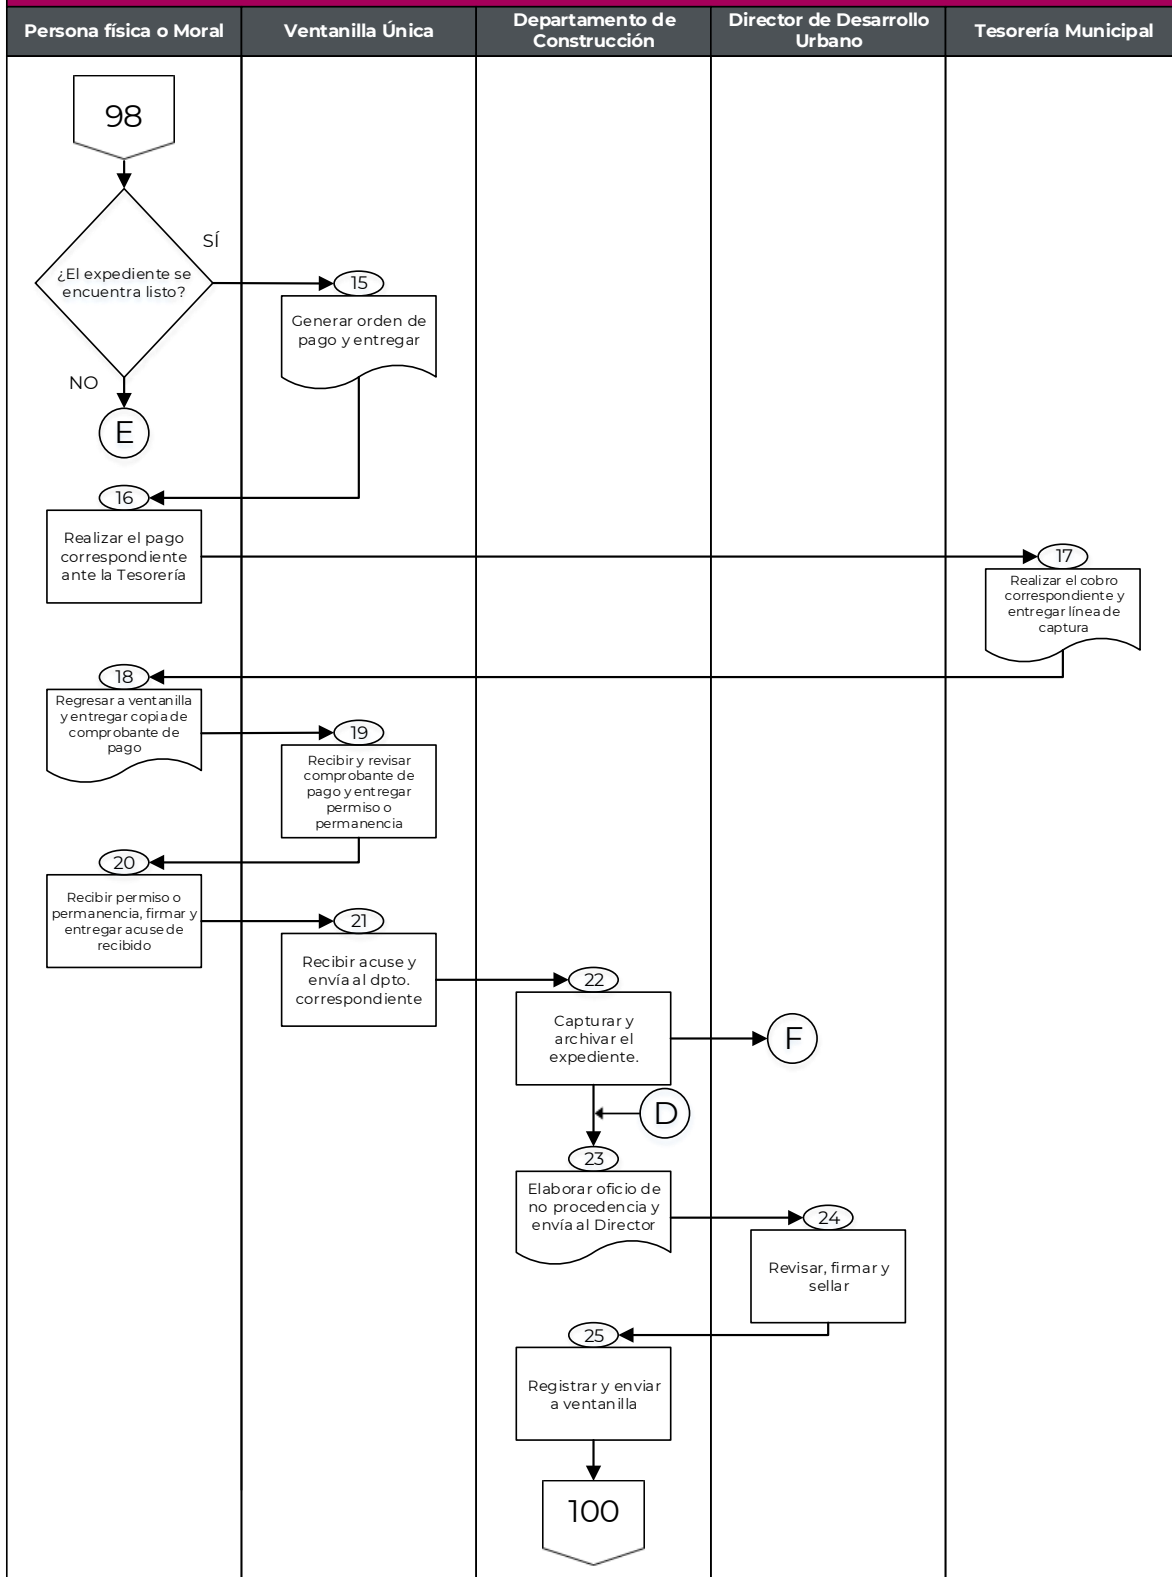 Persona física o Moral
Ventanilla Única
Departamento de
Construcción
Director de Desarrollo
Urbano
Tesorería Municipal
98
¿El expediente se
encuentra listo?
SÍ
NO
E
15
Generar orden de
pago y entregar
16
Realizar el pago
correspondiente
ante la Tesorería
17
Realizar el cobro
correspondiente y
entregar línea de
captura
18
Regresar a ventanilla
y entregar copia de
comprobante de
pago
19
Recibir y revisar
comprobante de
pago y entregar
permiso o
permanencia
20
Recibir permiso o
permanencia, firmar y
entregar acuse de
recibido
21
Recibir acuse y
envía al dpto.
correspondiente
22
Capturar y
archivar el
expediente.
F
D
23
Elaborar oficio de
no procedencia y
envía al Director
24
Revisar, firmar y
sellar
25
Registrar y enviar
a ventanilla
100